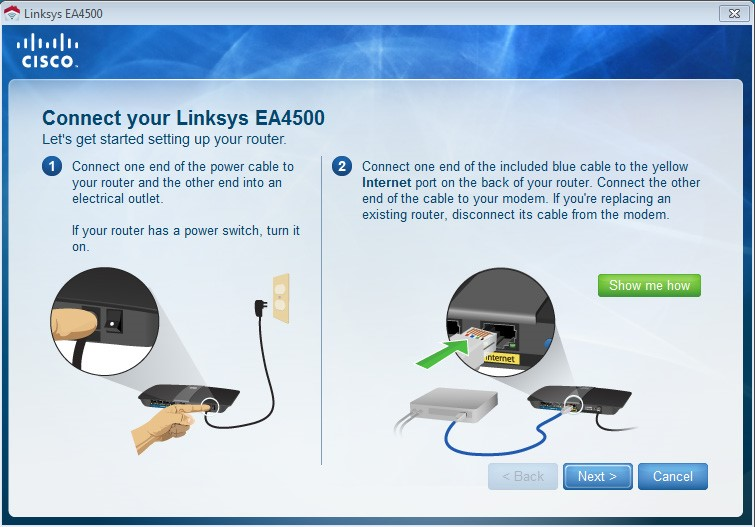 Linksys EA4500
CISCO
Connect your Linksys EA4500
Let's get started setting up your router.
1
Connect one end of the power cable to
your router and the other end into an
electrical outlet.
If your router has a power switch, turn it
on.
2
Connect one end of the included blue cable to the yellow
Internet port on the back of your router. Connect the other
end of the cable to your modem. If you're replacing an
existing router, disconnect its cable from the modem.
Show me how
Internet
< Back
Next >
Cancel